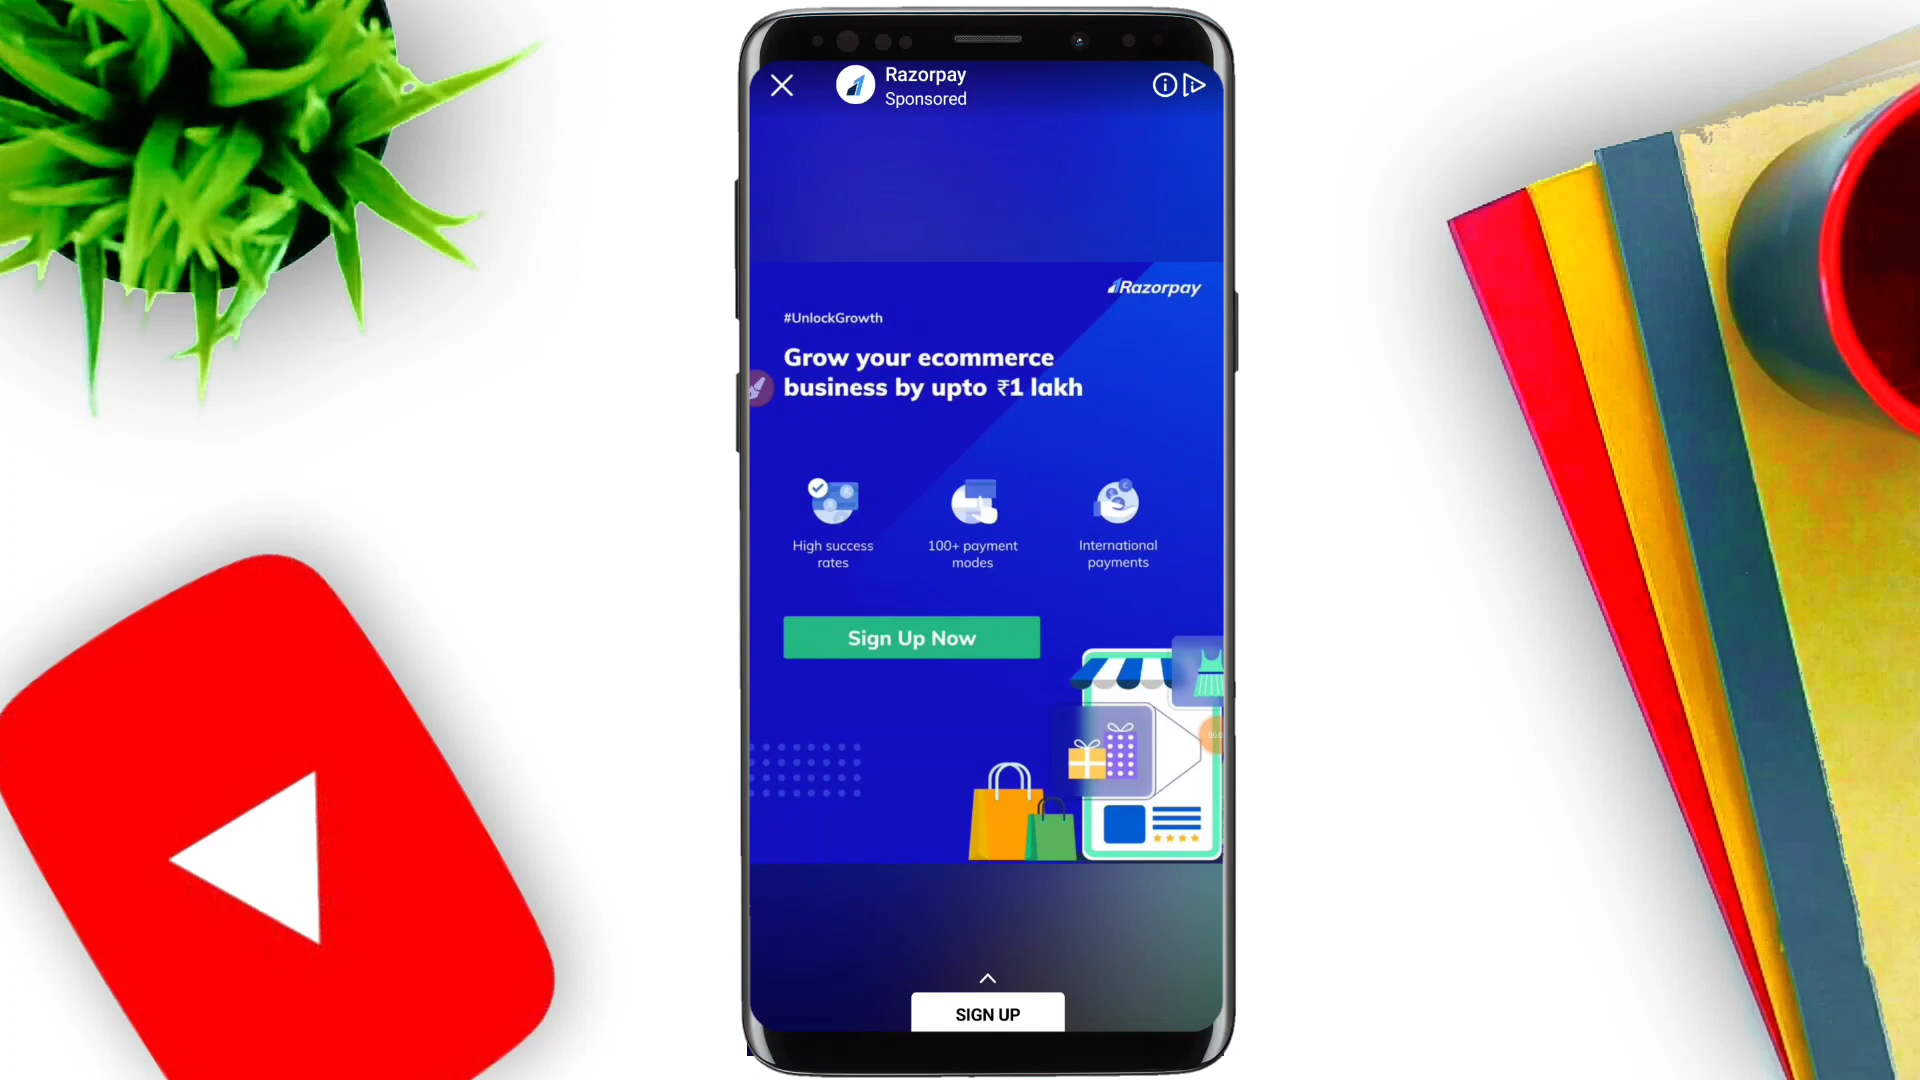 Razorpay
Sponsored
Razorpay
#UnlockGrowth
Grow your ecommerce
business by upto ₹1 lakh
High success
rates
100+ payment
modes
International
payments
Sign Up Now
SIGN UP